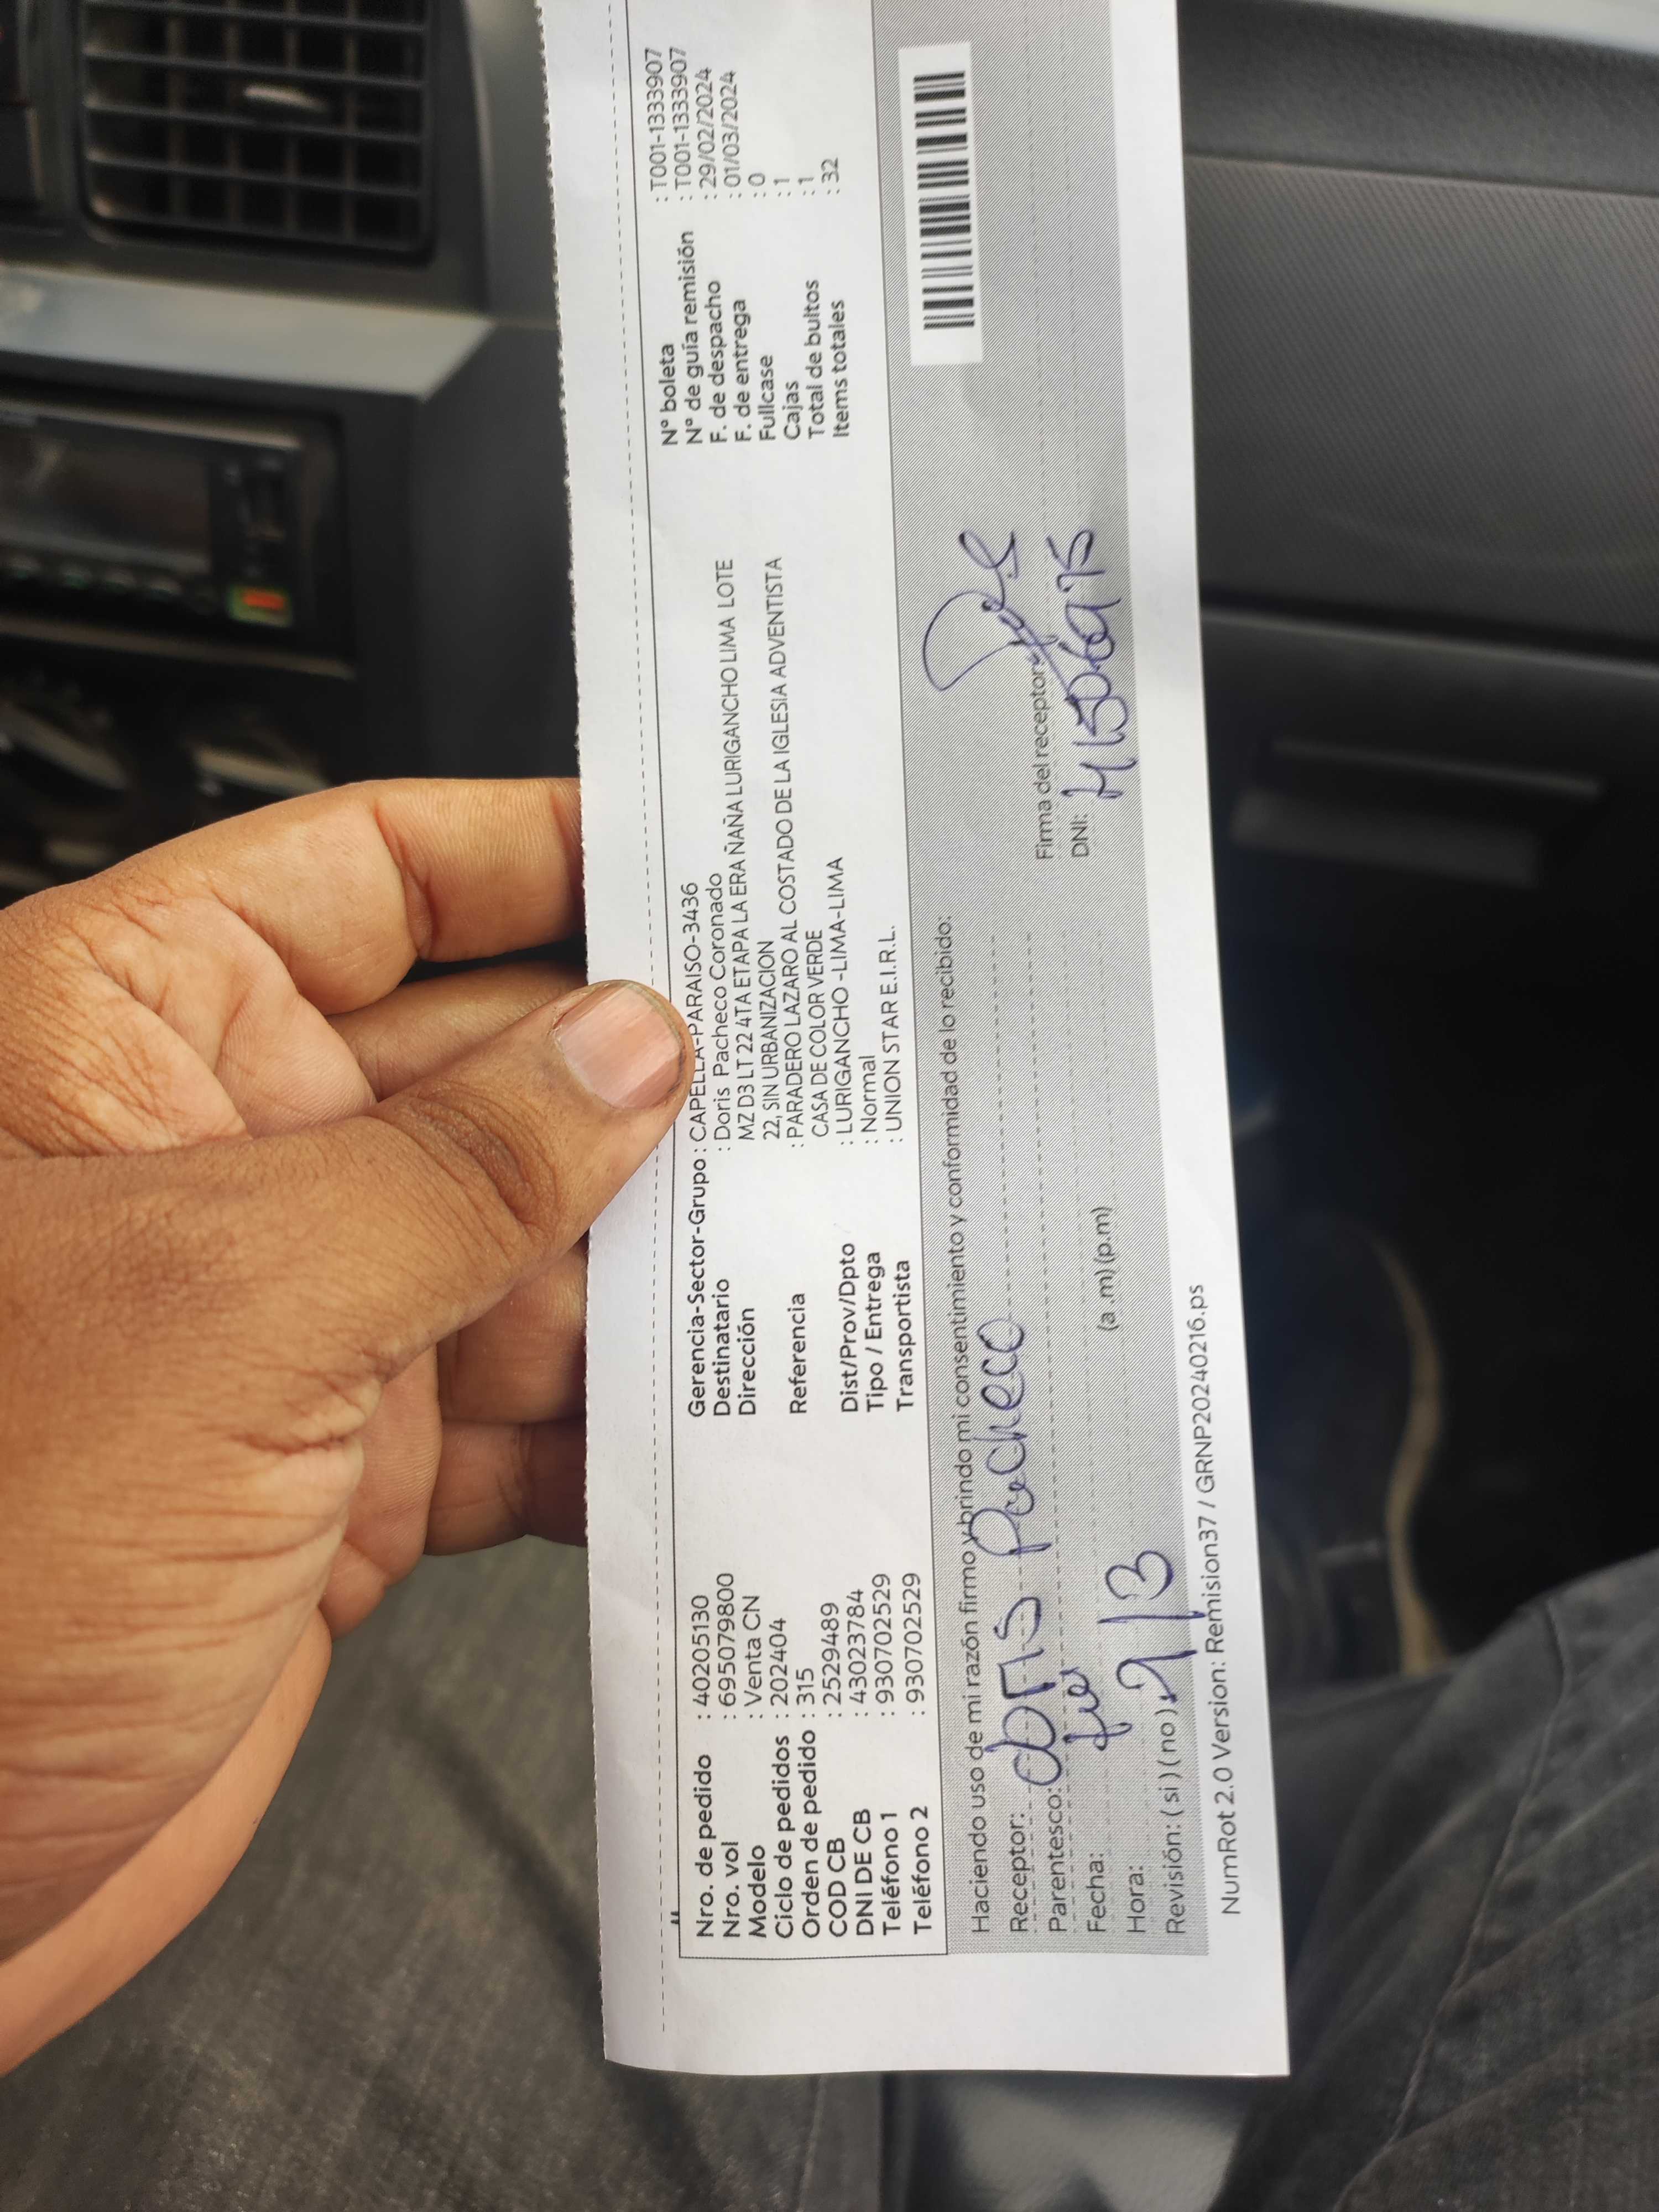 Nro. de pedido : 40205130
Nro. vol : 695079800
Modelo : Venta CN
Ciclo de pedidos : 202404
Orden de pedido : 315
COD CB : 2529489
DNI DE CB : 43023784
Teléfono 1 : 930702529
Teléfono 2 : 930702529
Gerencia-Sector-Grupo : CAPELLA-PARAISO-3436
Destinatario : Doris Pacheco Coronado
Dirección MZ D3 LT 22 4TA ETAPA LA ERA ÑAÑA LURIGANCHO LIMA LOTE
22, SIN URBANIZACION
Referencia : PARADERO LAZARO AL COSTADO DE LA IGLESIA ADVENTISTA
CASA DE COLOR VERDE
Dist/Prov/Dpto : LURIGANCHO -LIMA-LIMA
Tipo / Entrega : Normal
Transportista : UNION STAR E.I.R.L.
N° boleta : T001-1333907
N° de guía remisión : T001-1333907
F. de despacho : 29/02/2024
F. de entrega : 01/03/2024
Fullcase : 0
Cajas : 1
Total de bultos : 1
Items totales : 32
Haciendo uso de mi razón firmo y brindo mi consentimiento y conformidad de lo recibido:
Receptor: Doris Pacheco
Parentesco:
Fecha:
Hora: (a .m) (p.m)
Revisión: ( si ) ( no )
Firma del receptor:
DNI:
NumRot 2.0 Version: Remision37 / GRNP20240216.ps